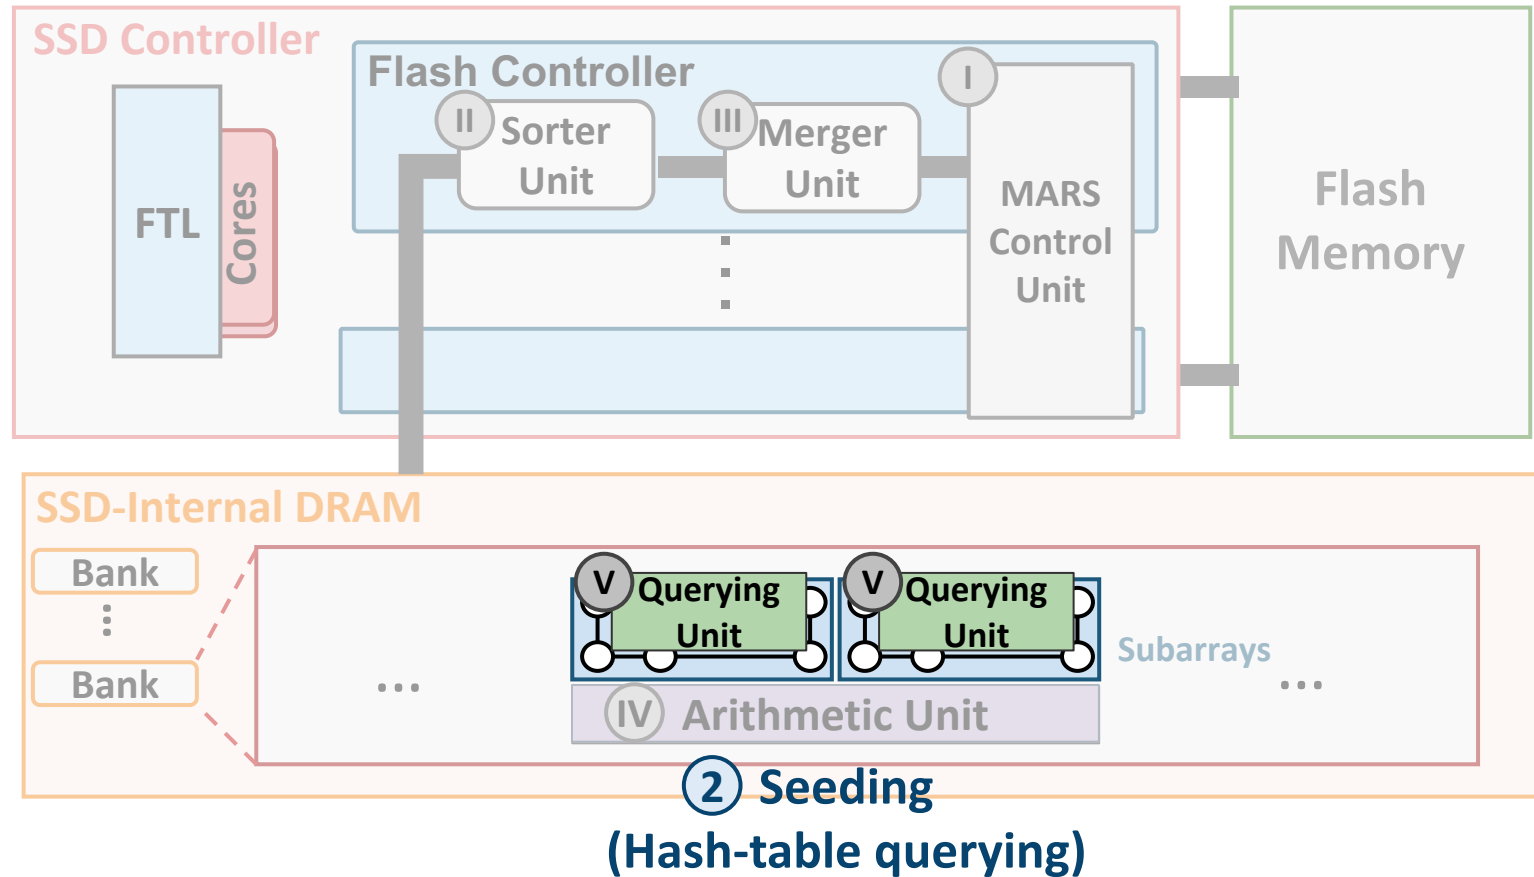 SSD Controller
Flash Controller
I
II
Sorter
Unit
III
Merger
Unit
MARS
Control
Unit
FTL
Cores
Flash
Memory
SSD-Internal DRAM
Bank
Bank
...
V
Querying
Unit
V
Querying
Unit
Subarrays
...
IV
Arithmetic Unit
2 Seeding
(Hash-table querying)